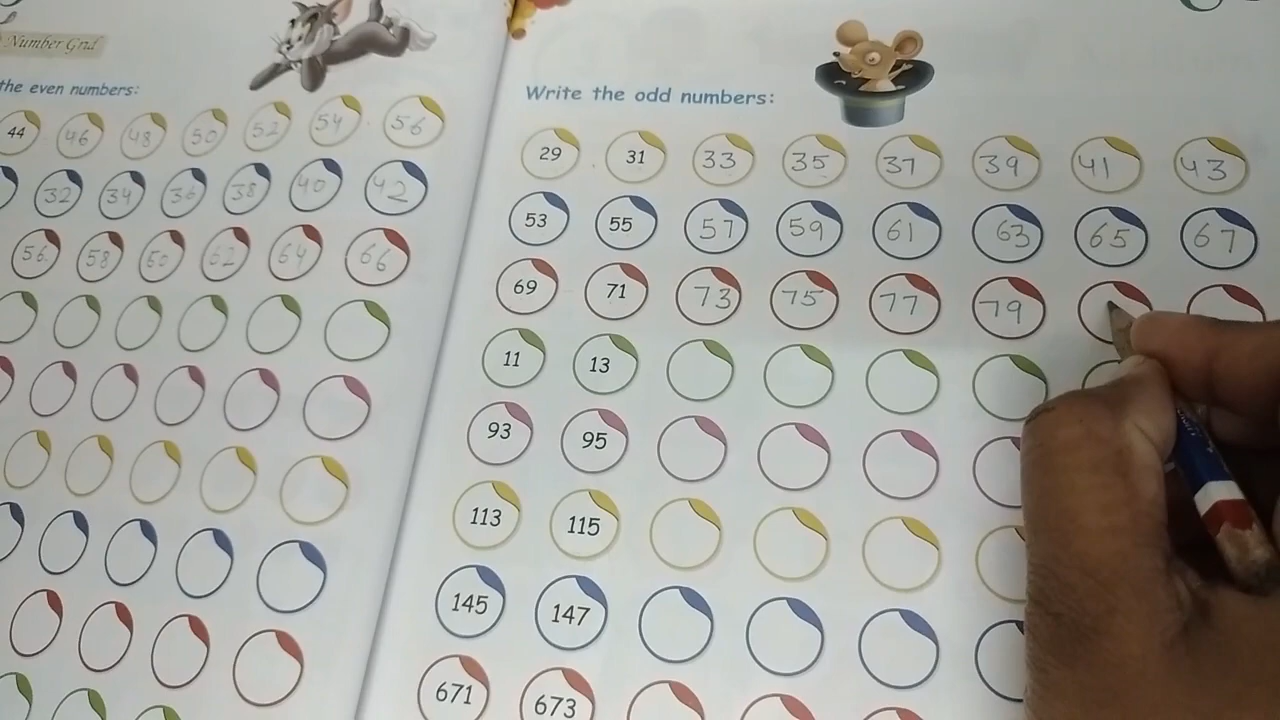 Number Grid
the even numbers:
44 46 48 50 52 54 56
32 34 36 38 40 42
56 58 60 62 64 66
Write the odd numbers:
29 31 33 35 37 39 41 43
53 55 57 59 61 63 65 67
69 71 73 75 77 79
11 13
93 95
113 115
145 147
671 673